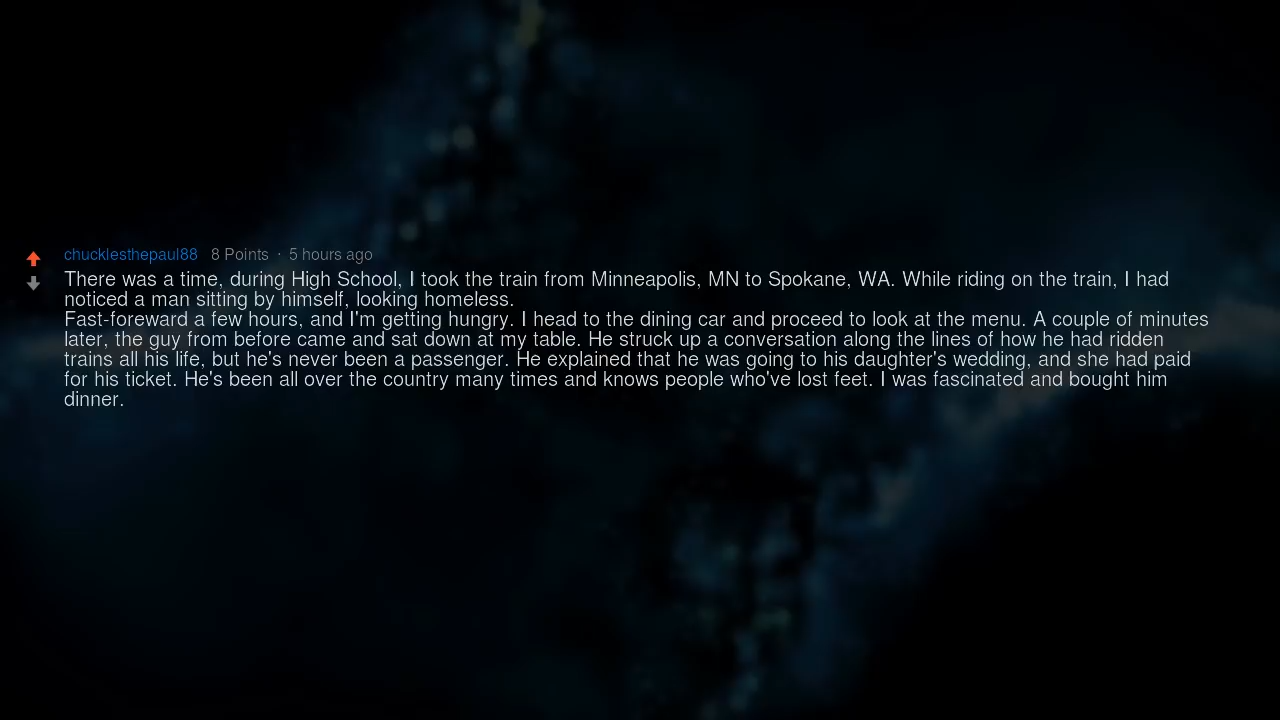 chucklesthepaul88 8 Points · 5 hours ago
There was a time, during High School, I took the train from Minneapolis, MN to Spokane, WA. While riding on the train, I had
noticed a man sitting by himself, looking homeless.
Fast-foreward a few hours, and I'm getting hungry. I head to the dining car and proceed to look at the menu. A couple of minutes
later, the guy from before came and sat down at my table. He struck up a conversation along the lines of how he had ridden
trains all his life, but he's never been a passenger. He explained that he was going to his daughter's wedding, and she had paid
for his ticket. He's been all over the country many times and knows people who've lost feet. I was fascinated and bought him
dinner.